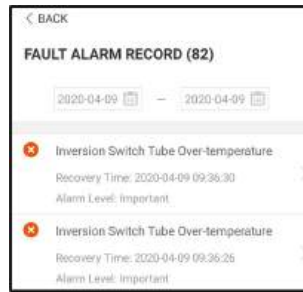 < BACK
FAULT ALARM RECORD (82)
2020-04-09 – 2020-04-09
Inversion Switch Tube Over-temperature
Recovery Time: 2020-04-09 09:36:30
Alarm Level: Important
Inversion Switch Tube Over-temperature
Recovery Time: 2020-04-09 09:36:26
Alarm Level: Important